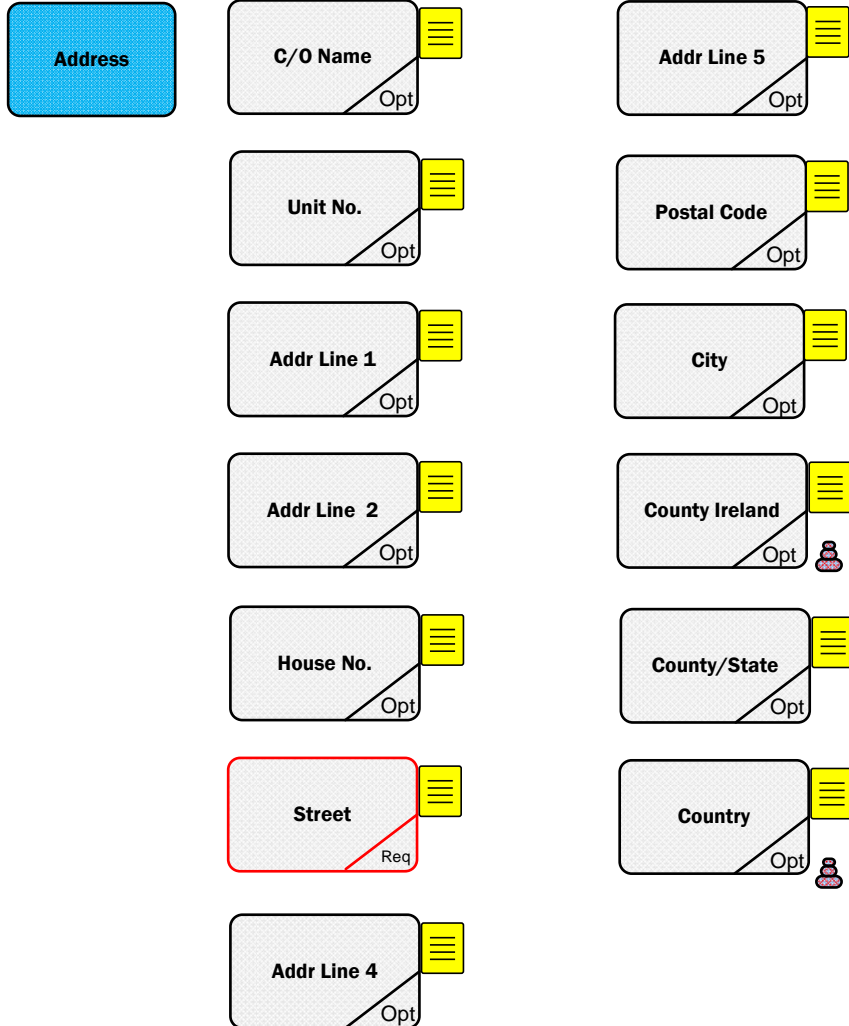 Address
C/O Name
Opt
Unit No.
Opt
Addr Line 1
Opt
Addr Line  2
Opt
House No.
Opt
Street
Req
Addr Line 4
Opt
Addr Line 5
Opt
Postal Code
Opt
City
Opt
County Ireland
Opt
County/State
Opt
Country
Opt